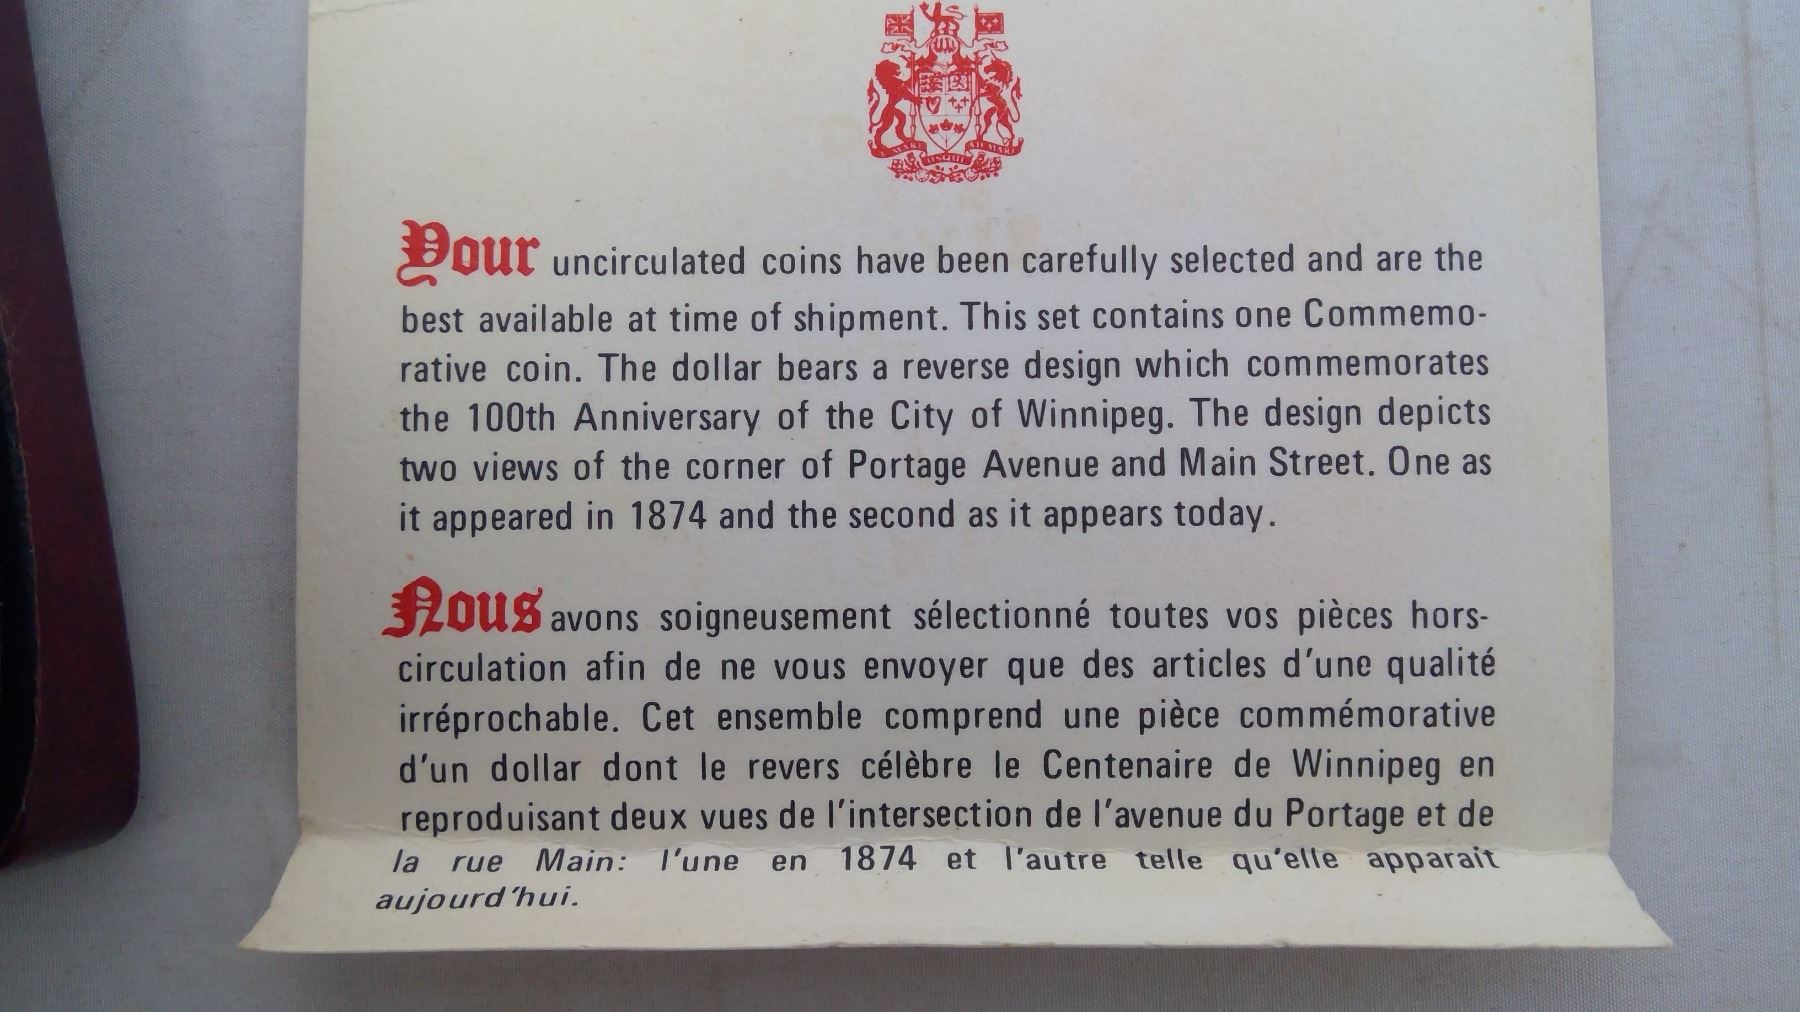 A MARI USQUE AD MARE
Your uncirculated coins have been carefully selected and are the
best available at time of shipment. This set contains one Commemo-
rative coin. The dollar bears a reverse design which commemorates
the 100th Anniversary of the City of Winnipeg. The design depicts
two views of the corner of Portage Avenue and Main Street. One as
it appeared in 1874 and the second as it appears today.
Nous avons soigneusement sélectionné toutes vos pièces hors-
circulation afin de ne vous envoyer que des articles d'une qualité
irréprochable. Cet ensemble comprend une pièce commémorative
d'un dollar dont le revers célèbre le Centenaire de Winnipeg en
reproduisant deux vues de l'intersection de l'avenue du Portage et de
la rue Main: l'une en 1874 et l'autre telle qu'elle apparait
aujourd'hui.